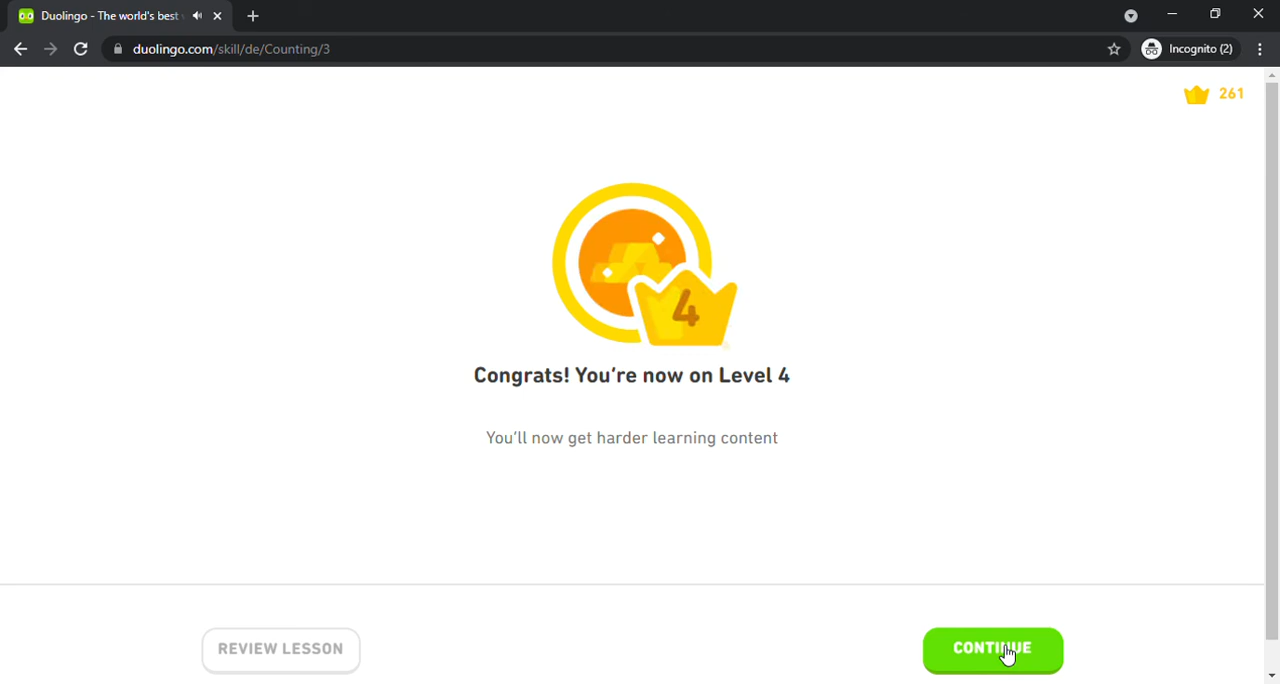 Duolingo - The world's best
duolingo.com/skill/de/Counting/3
Incognito (2)
261
4
Congrats! You're now on Level 4
You'll now get harder learning content
REVIEW LESSON
CONTINUE